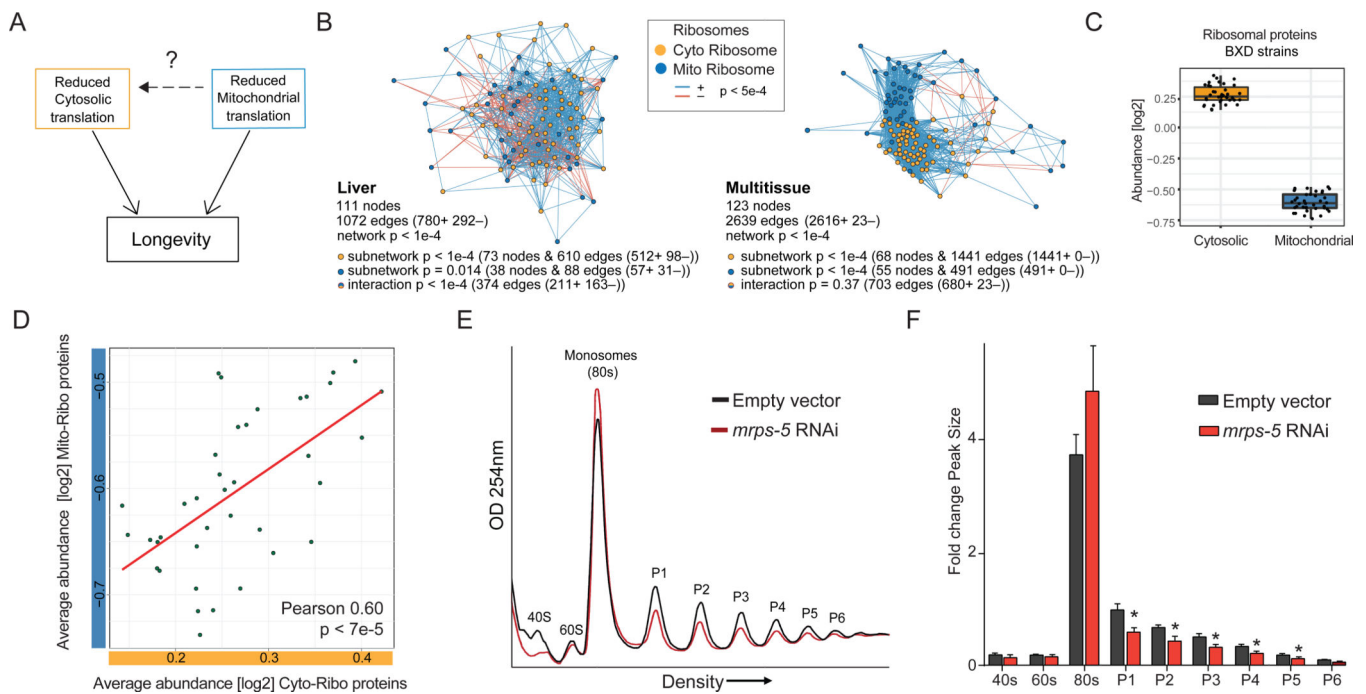 A
Reduced
Cytosolic
translation
?
Reduced
Mitochondrial
translation
Longevity
B
Ribosomes
Cyto Ribosome
Mito Ribosome
+
– p < 5e-4
Liver
111 nodes
1072 edges (780+ 292–)
network p < 1e-4
subnetwork p < 1e-4 (73 nodes & 610 edges (512+ 98–))
subnetwork p = 0.014 (38 nodes & 88 edges (57+ 31–))
interaction p < 1e-4 (374 edges (211+ 163–))
Multitissue
123 nodes
2639 edges (2616+ 23–)
network p < 1e-4
subnetwork p < 1e-4 (68 nodes & 1441 edges (1441+ 0–))
subnetwork p < 1e-4 (55 nodes & 491 edges (491+ 0–))
interaction p = 0.37 (703 edges (680+ 23–))
C
Ribosomal proteins
BXD strains
Abundance [log2]
0.25
0.00
−0.25
−0.50
−0.75
Cytosolic Mitochondrial
D
Average abundance [log2] Mito-Ribo proteins
−0.5
−0.6
−0.7
Pearson 0.60
p < 7e-5
0.2 0.3 0.4
Average abundance [log2] Cyto-Ribo proteins
E
OD 254nm
Monosomes
(80s)
Empty vector
mrps-5 RNAi
40S
60S
P1
P2
P3
P4
P5
P6
Density
F
Fold change Peak Size
4
2
0
Empty vector
mrps-5 RNAi
* * * * *
40s 60s 80s P1 P2 P3 P4 P5 P6